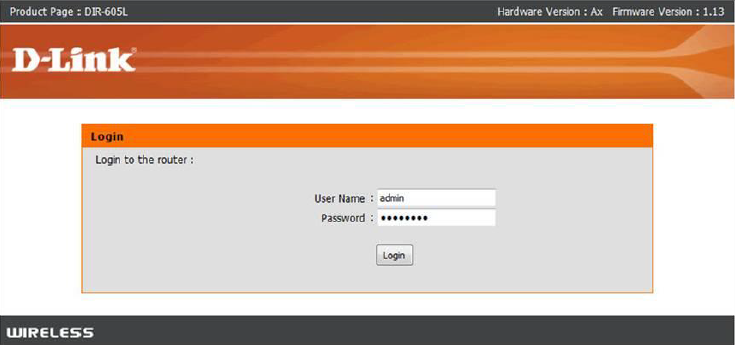 Product Page : DIR-605L Hardware Version : Ax Firmware Version : 1.13
D-Link
Login
Login to the router :
User Name : admin
Password : ••••••••
Login
WIRELESS